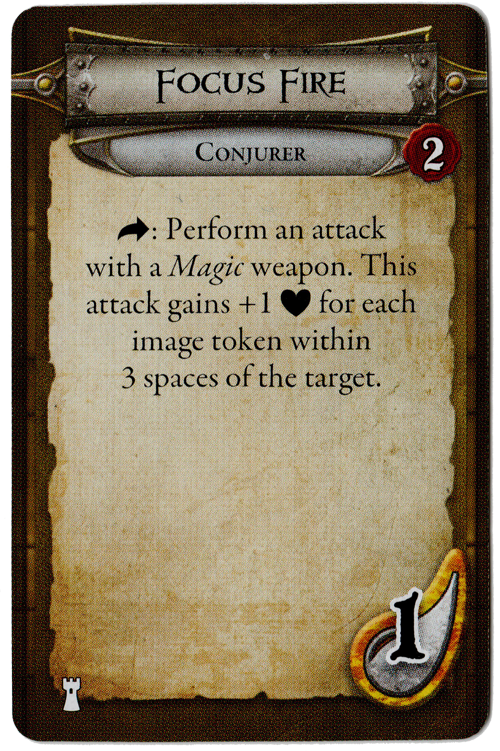 FOCUS FIRE
CONJURER
2
: Perform an attack
with a Magic weapon. This
attack gains +1 for each
image token within
3 spaces of the target.
1